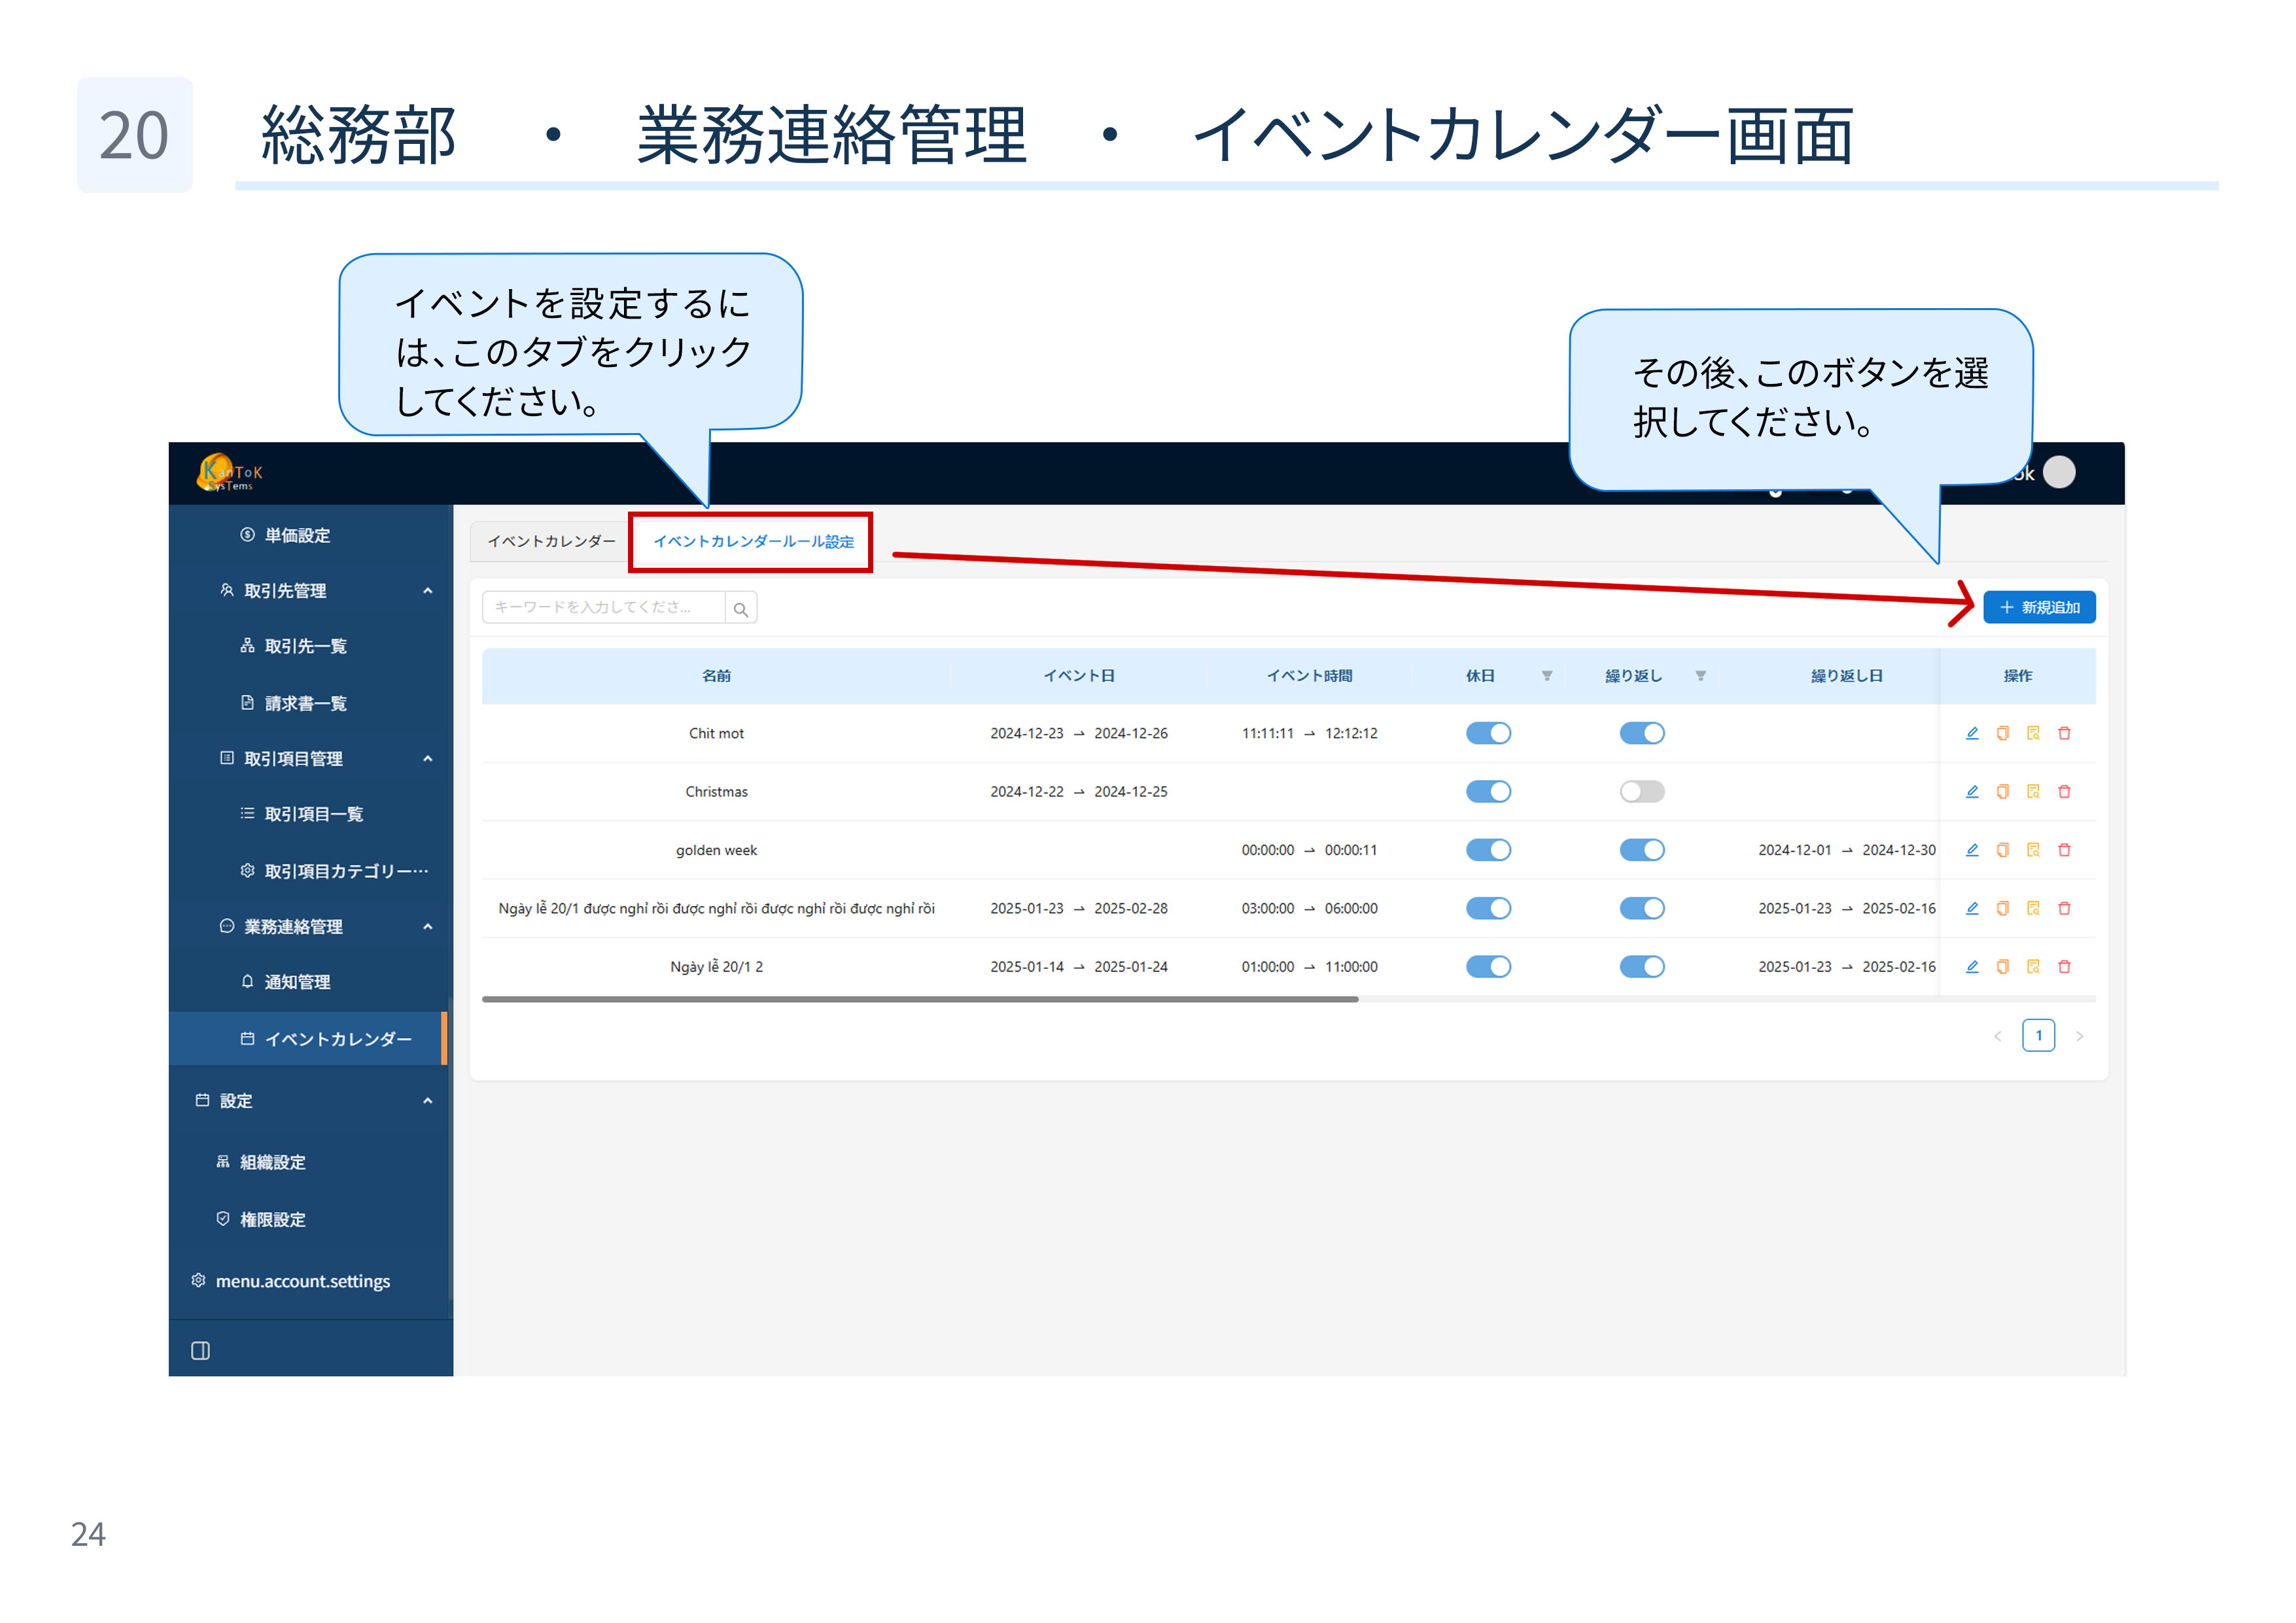 20
総務部 ・ 業務連絡管理 ・ イベントカレンダー画面
イベントを設定するに
は、このタブをクリック
してください。
その後、このボタンを選
択してください。
KanToK
SysTems
ok
単価設定
取引先管理
取引先一覧
請求書一覧
取引項目管理
取引項目一覧
取引項目カテゴリー…
業務連絡管理
通知管理
イベントカレンダー
設定
組織設定
権限設定
menu.account.settings
イベントカレンダー イベントカレンダールール設定
キーワードを入力してくださ...
新規追加
名前 イベント日 イベント時間 休日 繰り返し 繰り返し日 操作
Chit mot 2024-12-23 → 2024-12-26 11:11:11 → 12:12:12
Christmas 2024-12-22 → 2024-12-25
golden week 00:00:00 → 00:00:11 2024-12-01 → 2024-12-30
Ngày lễ 20/1 được nghỉ rồi được nghỉ rồi được nghỉ rồi được nghỉ rồi 2025-01-23 → 2025-02-28 03:00:00 → 06:00:00 2025-01-23 → 2025-02-16
Ngày lễ 20/1 2 2025-01-14 → 2025-01-24 01:00:00 → 11:00:00 2025-01-23 → 2025-02-16
< 1 >
24